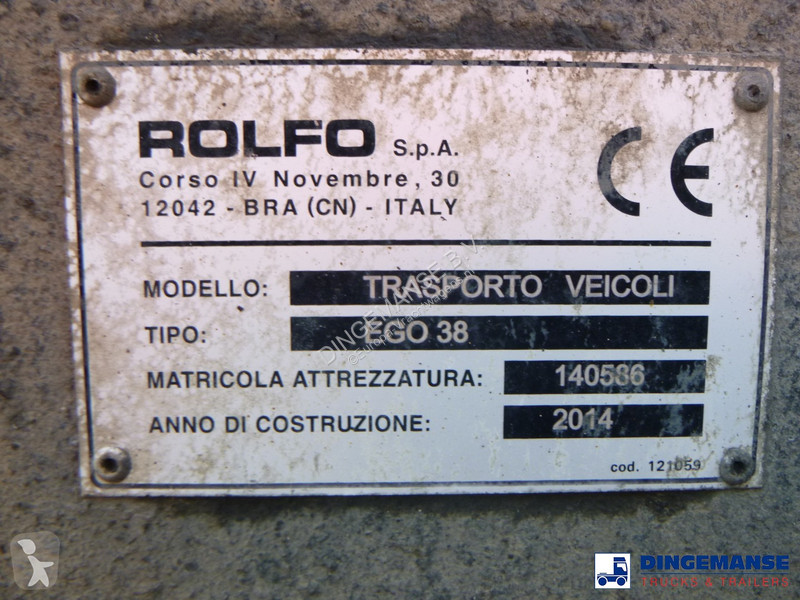 ROLFO S.p.A.
CE
Corso IV Novembre, 30
12042 - BRA (CN) - ITALY
MODELLO: TRASPORTO VEICOLI
TIPO: EGO 38
MATRICOLA ATTREZZATURA: 140586
ANNO DI COSTRUZIONE: 2014
cod. 121059
DINGEMANSE B.V.
DINGEMANSE
TRUCKS & TRAILERS